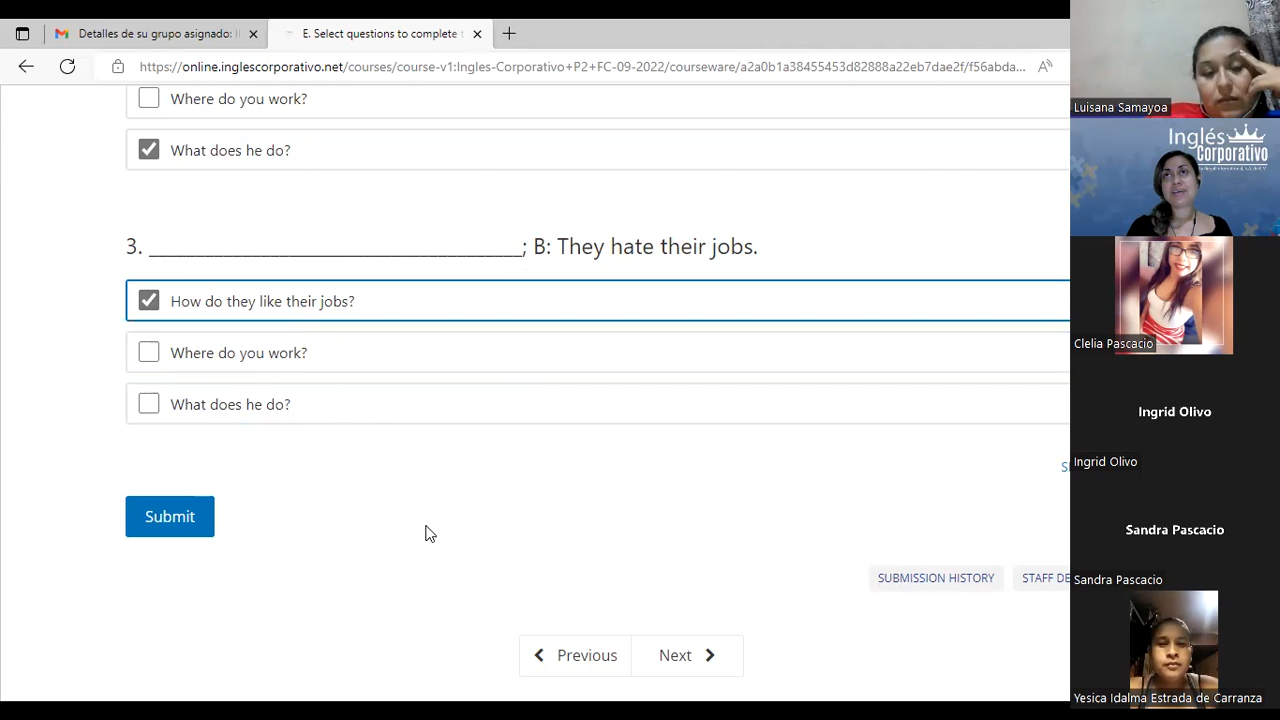 Detalles de su grupo asignado: I
E. Select questions to complete t
https://online.inglescorporativo.net/courses/course-v1:Ingles-Corporativo+P2+FC-09-2022/courseware/a2a0b1a38455453d82888a22eb7dae2f/f56abda...
Where do you work?
What does he do?
3. ______________________________; B: They hate their jobs.
How do they like their jobs?
Where do you work?
What does he do?
Submit
SUBMISSION HISTORY
STAFF DE
Previous
Next
Luisana Samayoa
Inglés
Corporativo
Clelia Pascacio
Ingrid Olivo
Ingrid Olivo
Sandra Pascacio
Sandra Pascacio
Yesica Idalma Estrada de Carranza